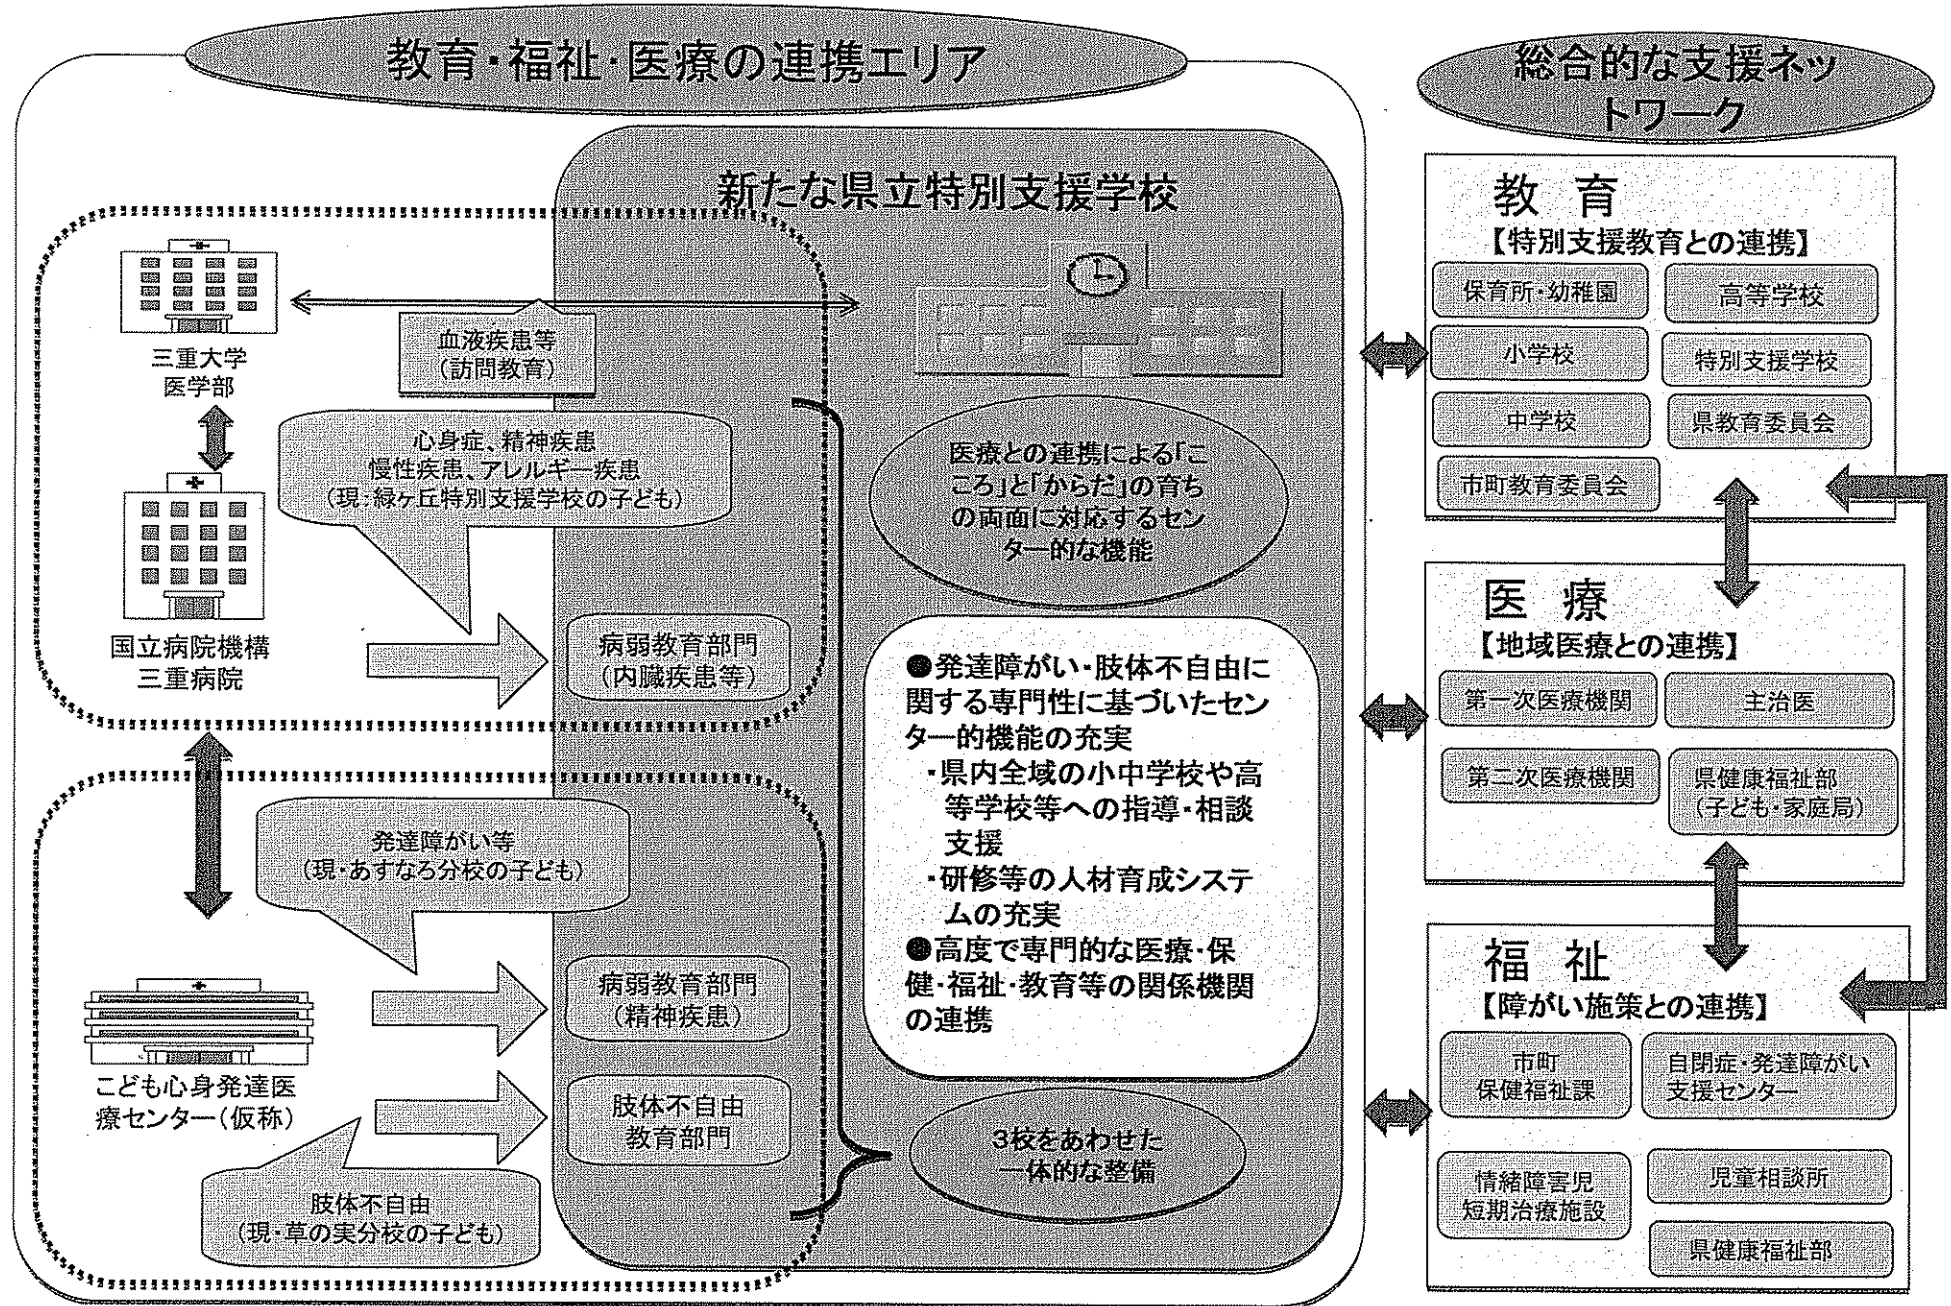 教育・福祉・医療の連携エリア
新たな県立特別支援学校
三重大学
医学部
血液疾患等
(訪問教育)
心身症、精神疾患
慢性疾患、アレルギー疾患
(現:緑ヶ丘特別支援学校の子ども)
国立病院機構
三重病院
病弱教育部門
(内臓疾患等)
発達障がい等
(現・あすなろ分校の子ども)
こども心身発達医
療センター(仮称)
病弱教育部門
(精神疾患)
肢体不自由
教育部門
肢体不自由
(現・草の実分校の子ども)
医療との連携による「こ
ころ」と「からだ」の育ち
の両面に対応するセン
ター的な機能
●発達障がい・肢体不自由に
関する専門性に基づいたセン
ター的機能の充実
・県内全域の小中学校や高
等学校等への指導・相談
支援
・研修等の人材育成システ
ムの充実
●高度で専門的な医療・保
健・福祉・教育等の関係機関
の連携
3校をあわせた
一体的な整備
総合的な支援ネッ
トワーク
教 育
【特別支援教育との連携】
保育所・幼稚園
高等学校
小学校
特別支援学校
中学校
県教育委員会
市町教育委員会
医 療
【地域医療との連携】
第一次医療機関
主治医
第二次医療機関
県健康福祉部
(子ども・家庭局)
福 祉
【障がい施策との連携】
市町
保健福祉課
自閉症・発達障がい
支援センター
情緒障害児
短期治療施設
児童相談所
県健康福祉部